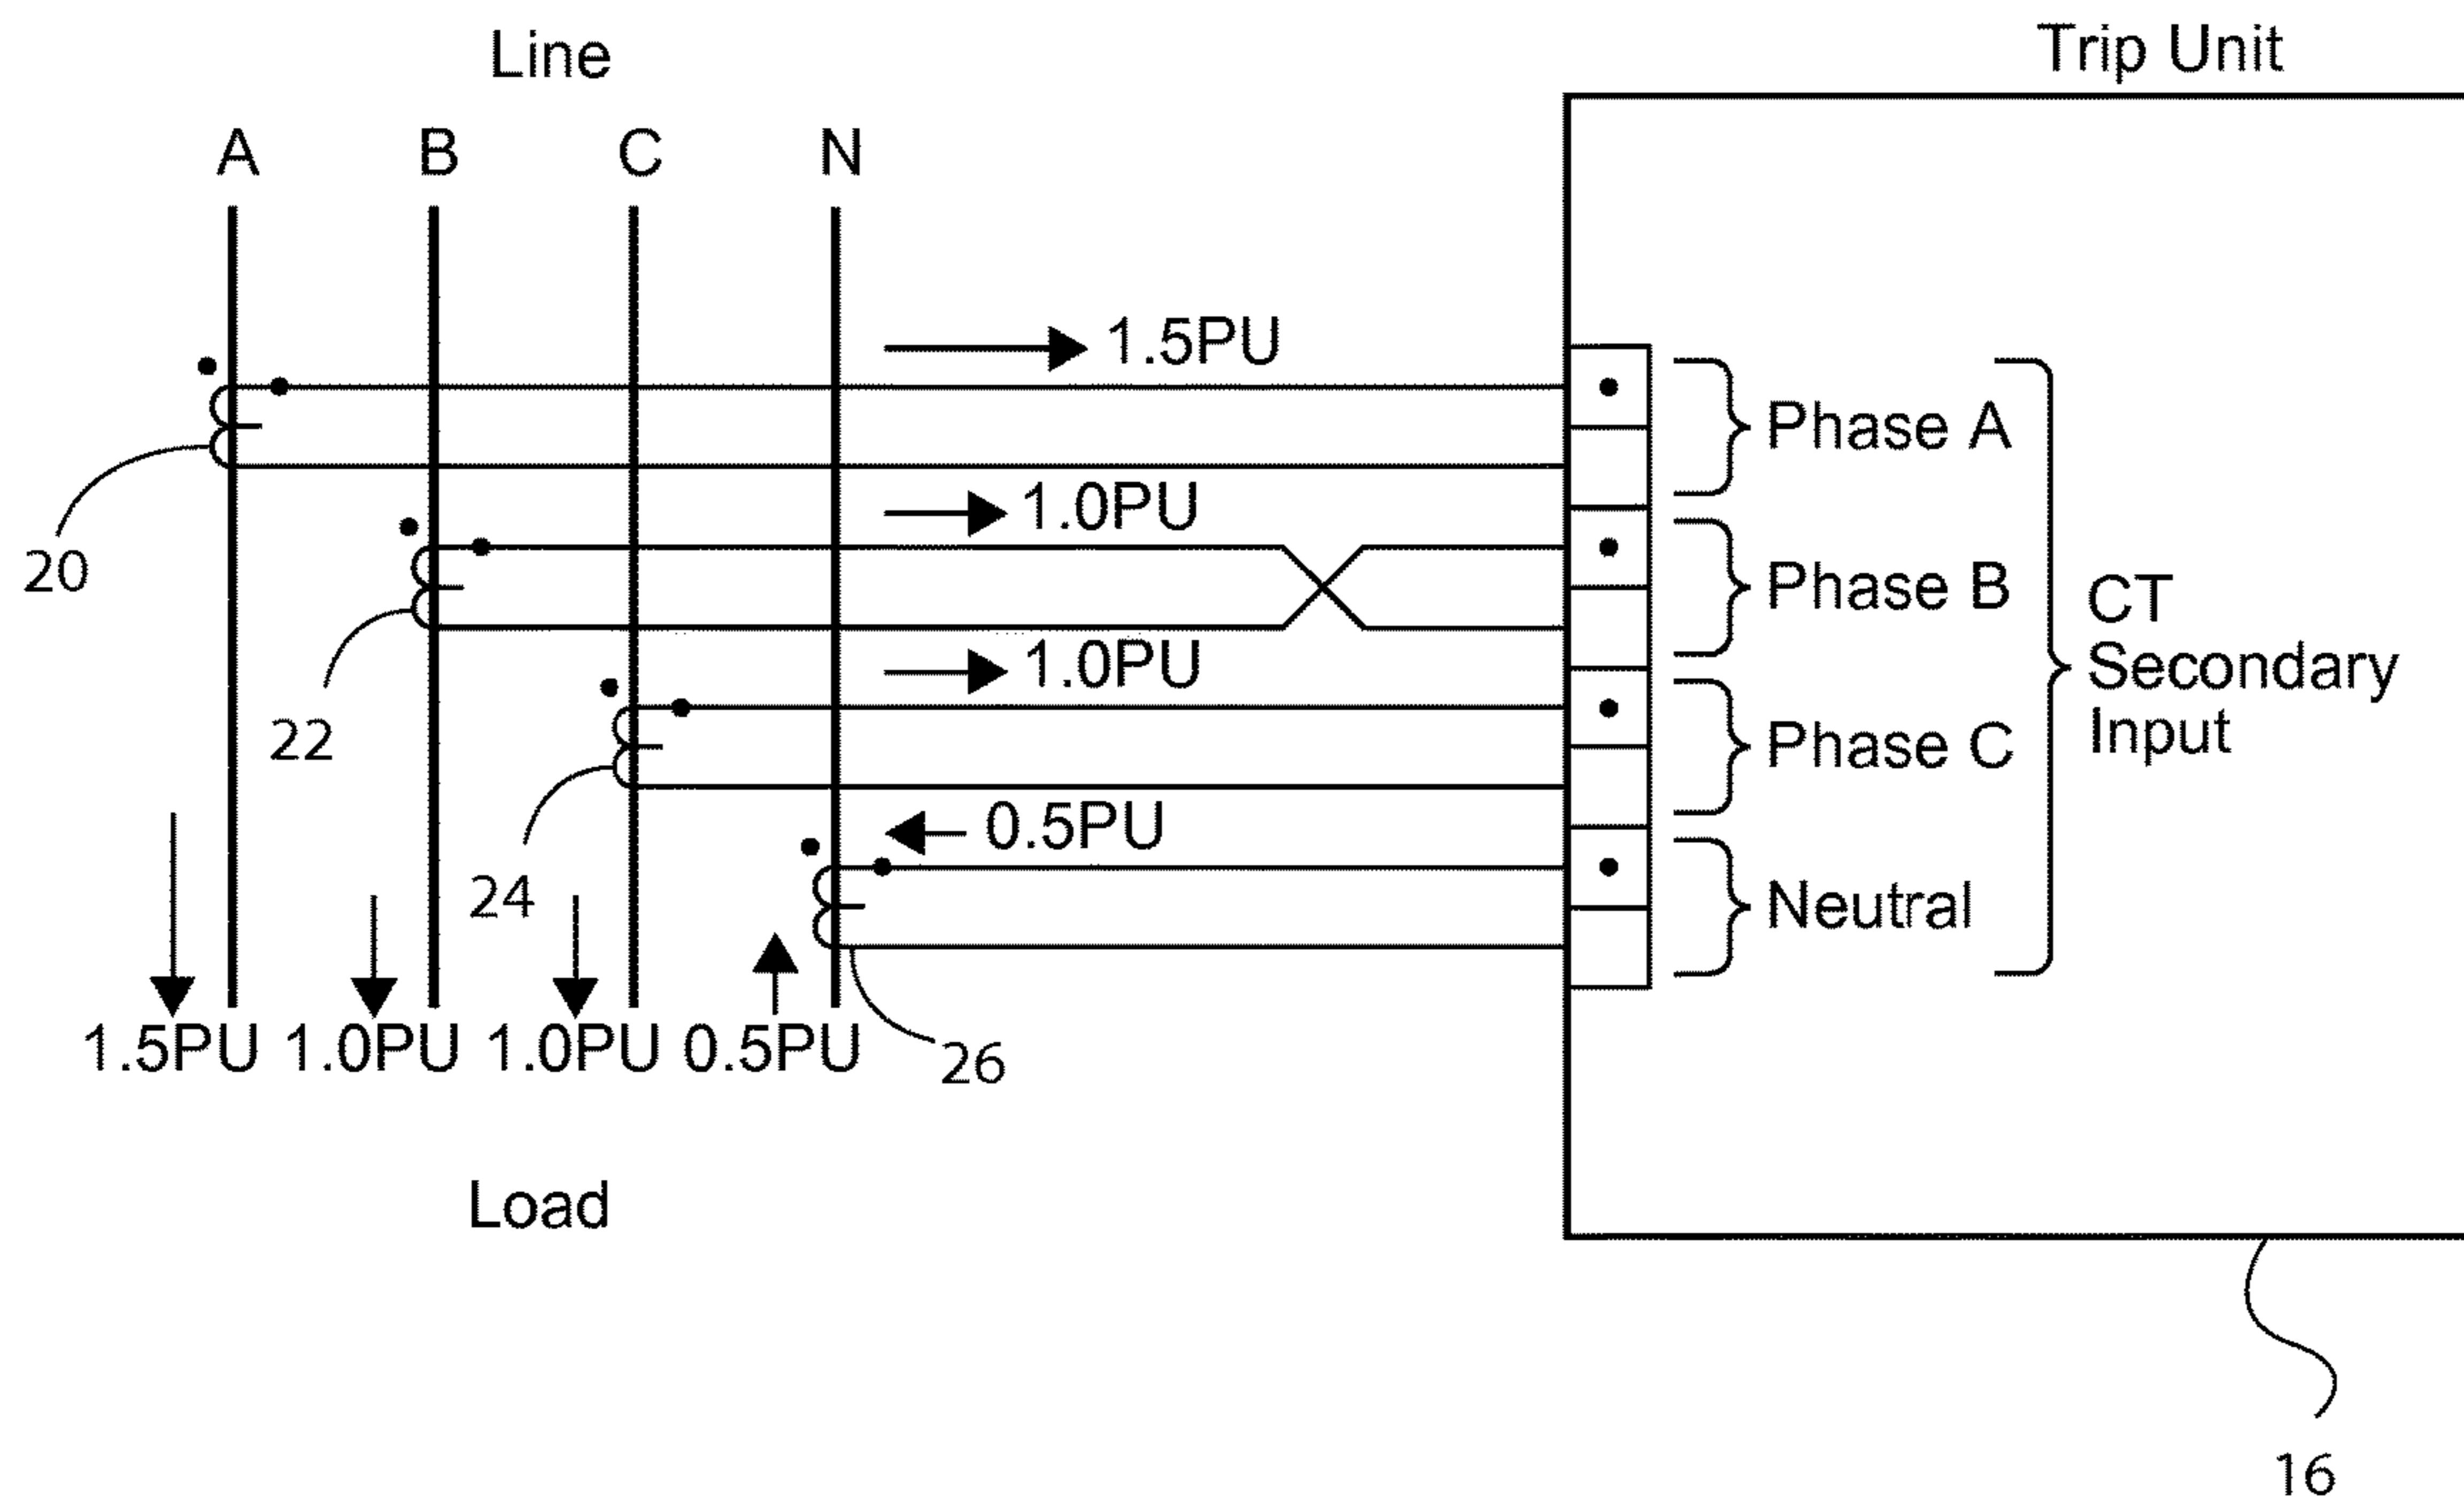 Line
Trip Unit
A B C N
1.5PU
Phase A
1.0PU
20
Phase B
CT
Secondary
Input
1.0PU
22
Phase C
0.5PU
24
Neutral
1.5PU 1.0PU 1.0PU 0.5PU
26
Load
16